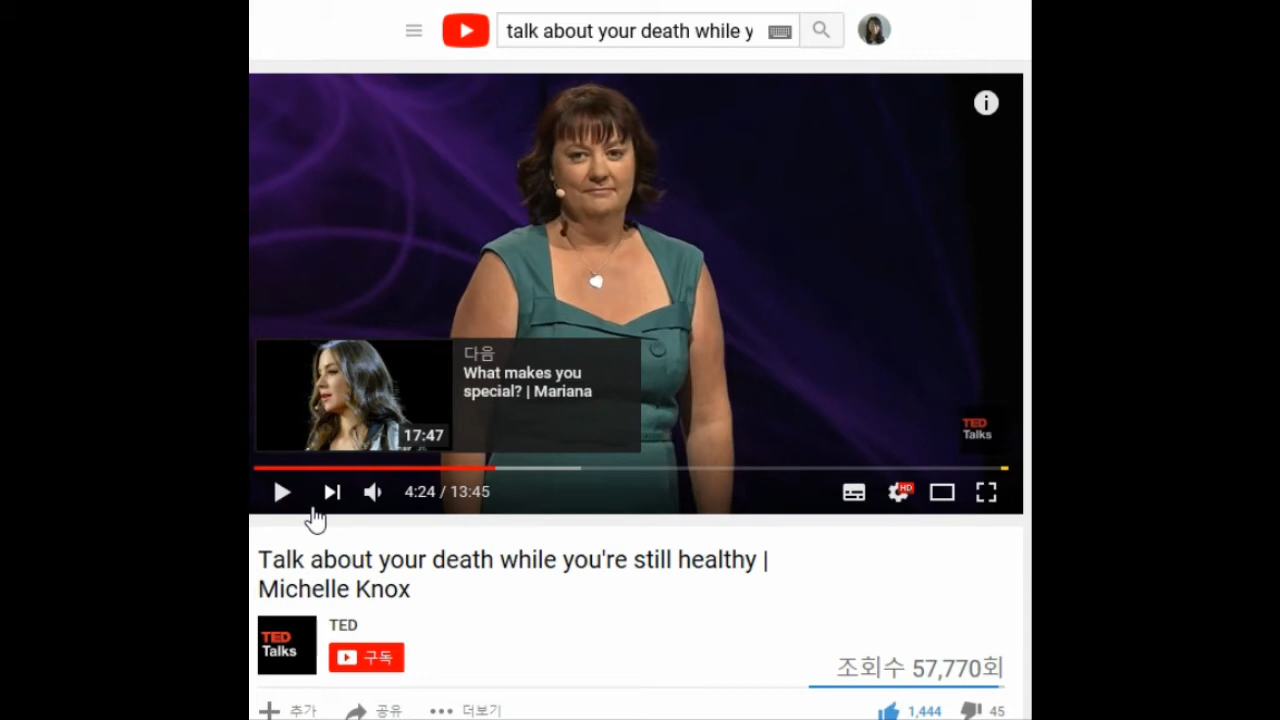 talk about your death while y
다음
What makes you
special? | Mariana
17:47
TED
Talks
4:24 / 13:45
HD
Talk about your death while you're still healthy |
Michelle Knox
TED
Talks
TED
구독
조회수 57,770회
추가 공유 더보기 1,444 45